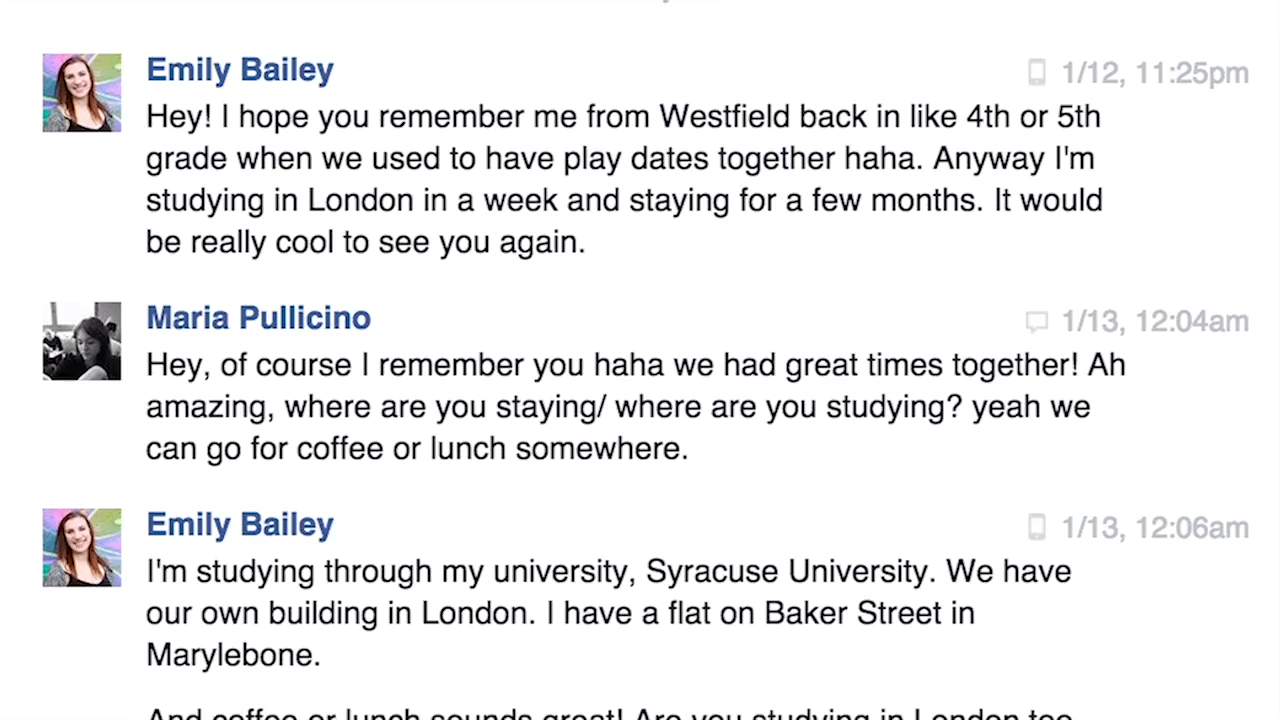 Emily Bailey
1/12, 11:25pm
Hey! I hope you remember me from Westfield back in like 4th or 5th
grade when we used to have play dates together haha. Anyway I'm
studying in London in a week and staying for a few months. It would
be really cool to see you again.
Maria Pullicino
1/13, 12:04am
Hey, of course I remember you haha we had great times together! Ah
amazing, where are you staying/ where are you studying? yeah we
can go for coffee or lunch somewhere.
Emily Bailey
1/13, 12:06am
I'm studying through my university, Syracuse University. We have
our own building in London. I have a flat on Baker Street in
Marylebone.
And coffee or lunch sounds great! Are you studying in London too